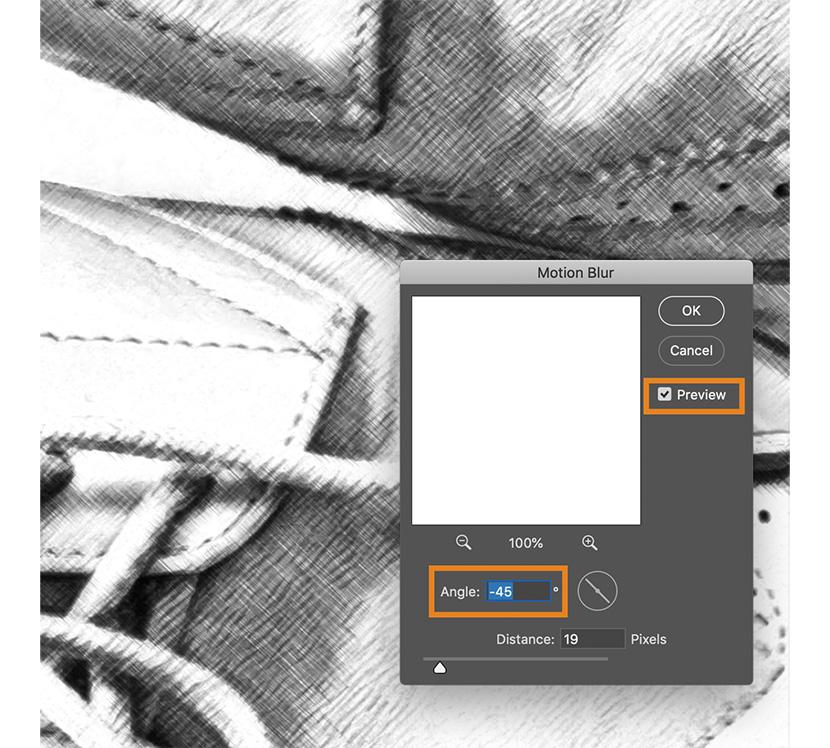 Motion Blur
OK
Cancel
Preview
100%
Angle: -45 °
Distance: 19 Pixels